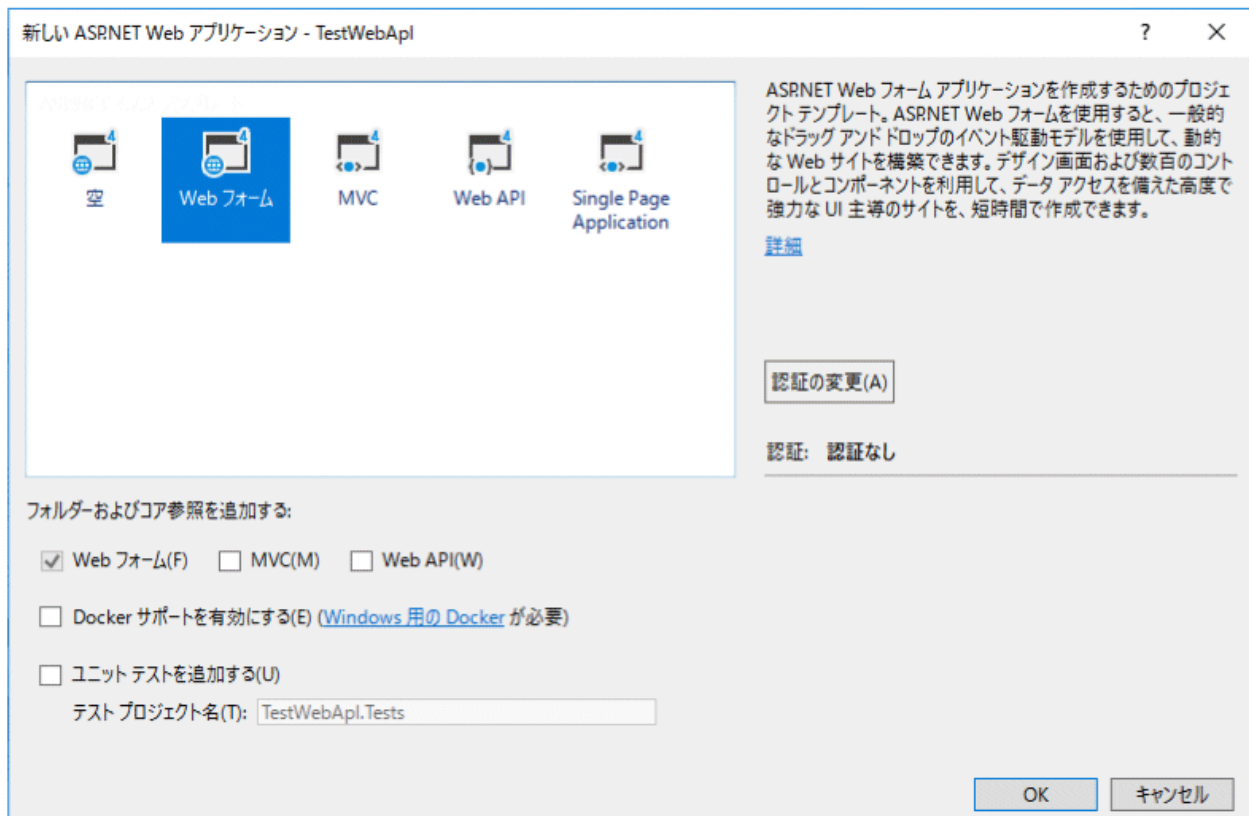 新しい ASP.NET Web アプリケーション - TestWebApl
?
ASP.NET Web フォーム アプリケーションを作成するためのプロジェ
クト テンプレート。ASP.NET Web フォームを使用すると、一般的
なドラッグ アンド ドロップのイベント駆動モデルを使用して、動的
な Web サイトを構築できます。デザイン画面および数百のコント
ロールとコンポーネントを利用して、データ アクセスを備えた高度で
強力な UI 主導のサイトを、短時間で作成できます。
詳細
4 4 4 4 4
空
Web フォーム
MVC
Web API
Single Page
Application
認証の変更(A)
認証: 認証なし
フォルダーおよびコア参照を追加する:
Web フォーム(F) MVC(M) Web API(W)
Docker サポートを有効にする(E) (Windows 用の Docker が必要)
ユニット テストを追加する(U)
テスト プロジェクト名(T): TestWebApl.Tests
OK キャンセル